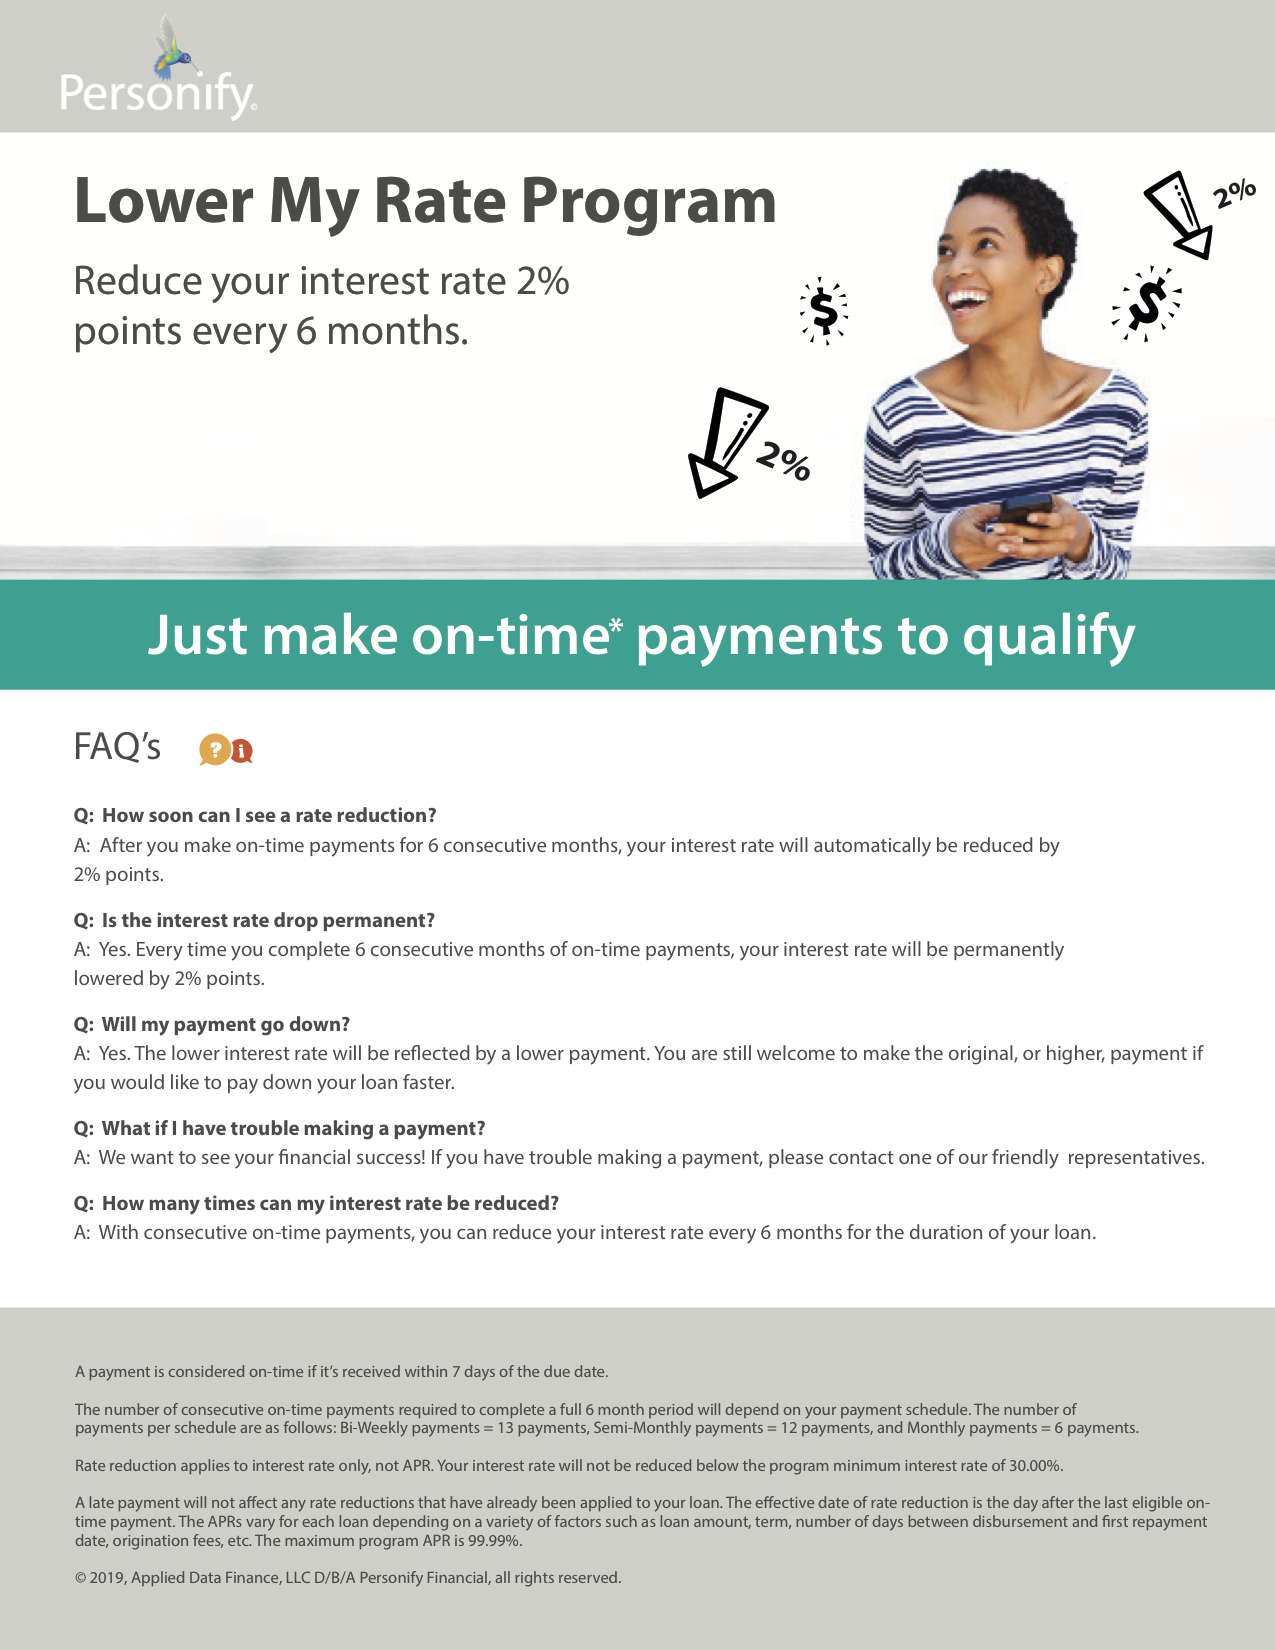 Personify©
Lower My Rate Program
Reduce your interest rate 2%
points every 6 months.
2%
$
$
2%
Just make on-time* payments to qualify
FAQ’s
? i
Q:  How soon can I see a rate reduction?
A:  After you make on-time payments for 6 consecutive months, your interest rate will automatically be reduced by
2% points.
Q:  Is the interest rate drop permanent?
A:  Yes. Every time you complete 6 consecutive months of on-time payments, your interest rate will be permanently
lowered by 2% points.
Q:  Will my payment go down?
A:  Yes. The lower interest rate will be reflected by a lower payment. You are still welcome to make the original, or higher, payment if
you would like to pay down your loan faster.
Q:  What if I have trouble making a payment?
A:  We want to see your financial success! If you have trouble making a payment, please contact one of our friendly  representatives.
Q:  How many times can my interest rate be reduced?
A:  With consecutive on-time payments, you can reduce your interest rate every 6 months for the duration of your loan.
A payment is considered on-time if it’s received within 7 days of the due date.
The number of consecutive on-time payments required to complete a full 6 month period will depend on your payment schedule. The number of
payments per schedule are as follows: Bi-Weekly payments = 13 payments, Semi-Monthly payments = 12 payments, and Monthly payments = 6 payments.
Rate reduction applies to interest rate only, not APR. Your interest rate will not be reduced below the program minimum interest rate of 30.00%.
A late payment will not affect any rate reductions that have already been applied to your loan. The effective date of rate reduction is the day after the last eligible on-
time payment. The APRs vary for each loan depending on a variety of factors such as loan amount, term, number of days between disbursement and first repayment
date, origination fees, etc. The maximum program APR is 99.99%.
© 2019, Applied Data Finance, LLC D/B/A Personify Financial, all rights reserved.